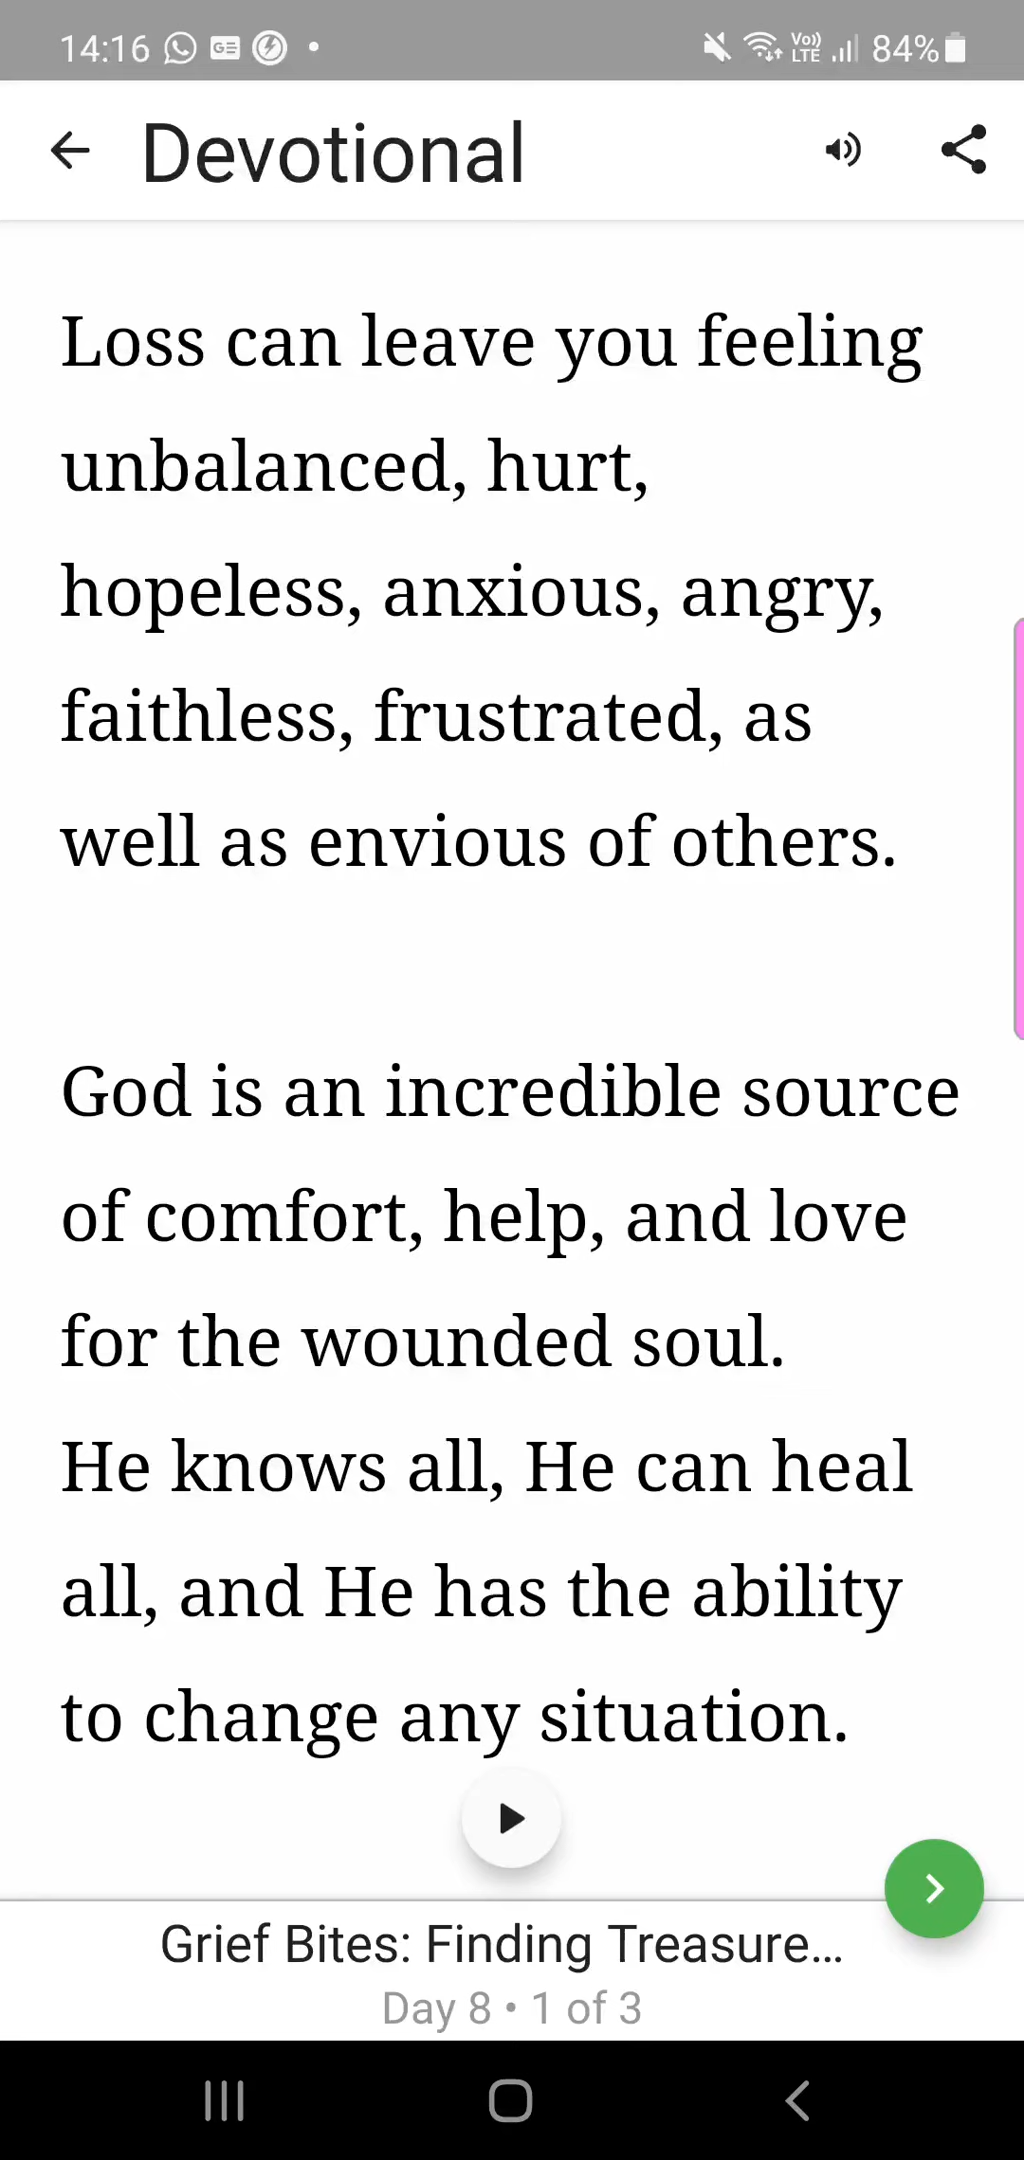 14:16 GE Vo)) LTE 84%
Devotional
Loss can leave you feeling
unbalanced, hurt,
hopeless, anxious, angry,
faithless, frustrated, as
well as envious of others.
God is an incredible source
of comfort, help, and love
for the wounded soul.
He knows all, He can heal
all, and He has the ability
to change any situation.
Grief Bites: Finding Treasure...
Day 8 • 1 of 3